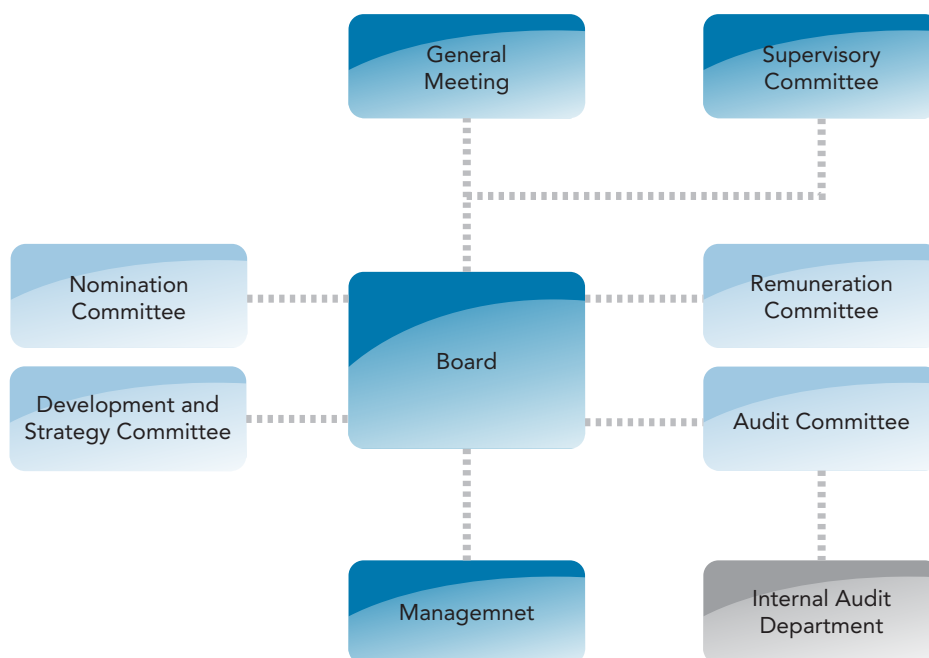 General
Meeting
Supervisory
Committee
Nomination
Committee
Remuneration
Committee
Board
Development and
Strategy Committee
Audit Committee
Managemnet
Internal Audit
Department